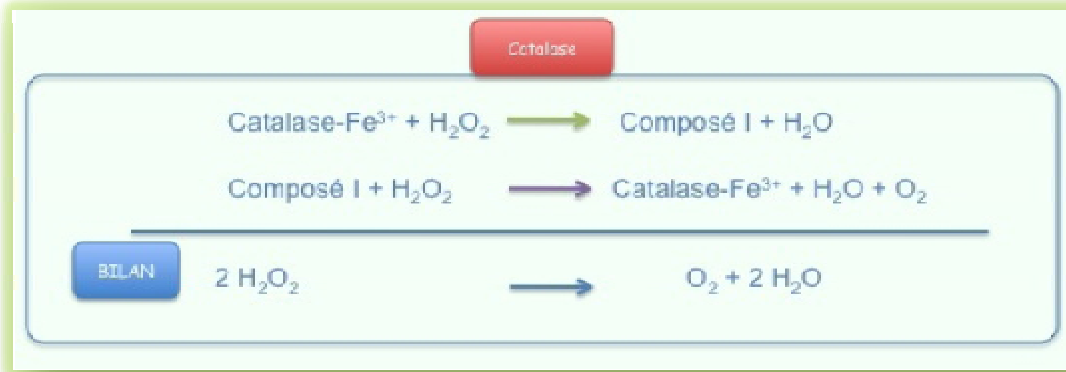 Catalase
Catalase-Fe³⁺ + H₂O₂ → Composé I + H₂O
Composé I + H₂O₂ → Catalase-Fe³⁺ + H₂O + O₂
BILAN 2 H₂O₂ → O₂ + 2 H₂O